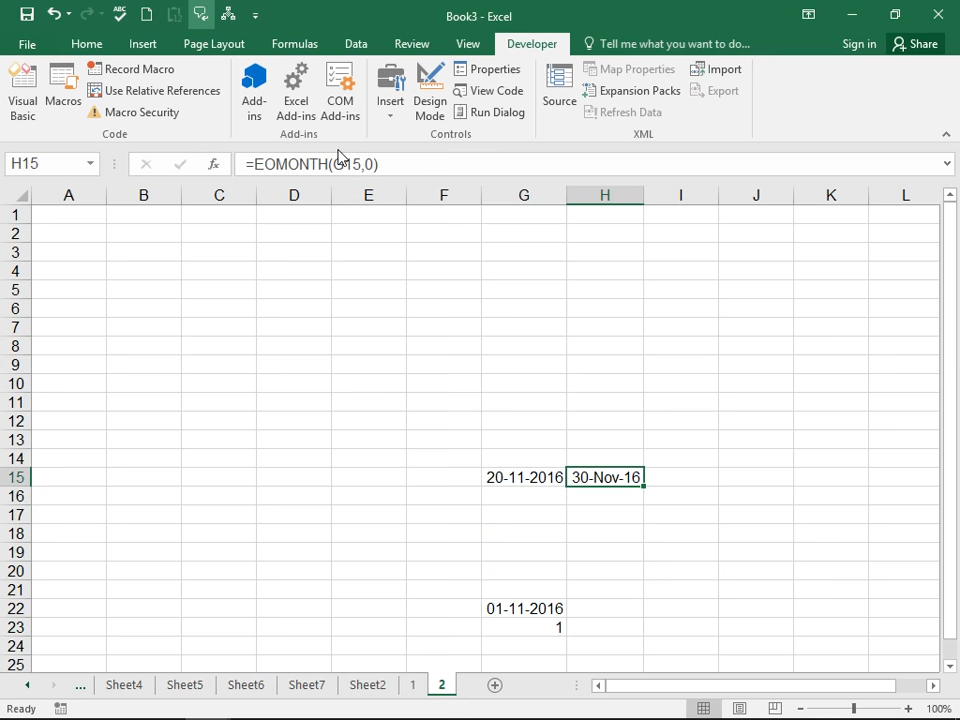 Book3 - Excel
File Home Insert Page Layout Formulas Data Review View Developer Tell me what you want to do... Sign in Share
Visual Basic
Macros
Record Macro
Use Relative References
Macro Security
Code
Add-ins
Excel Add-ins
COM Add-ins
Add-ins
Insert
Design Mode
Properties
View Code
Run Dialog
Controls
Source
Map Properties
Expansion Packs
Refresh Data
Import
Export
XML
H15 fx =EOMONTH(G15,0)
A B C D E F G H I J K L
1
2
3
4
5
6
7
8
9
10
11
12
13
14
15 20-11-2016 30-Nov-16
16
17
18
19
20
21
22 01-11-2016
23 1
24
25
... Sheet4 Sheet5 Sheet6 Sheet7 Sheet2 1 2
Ready 100%